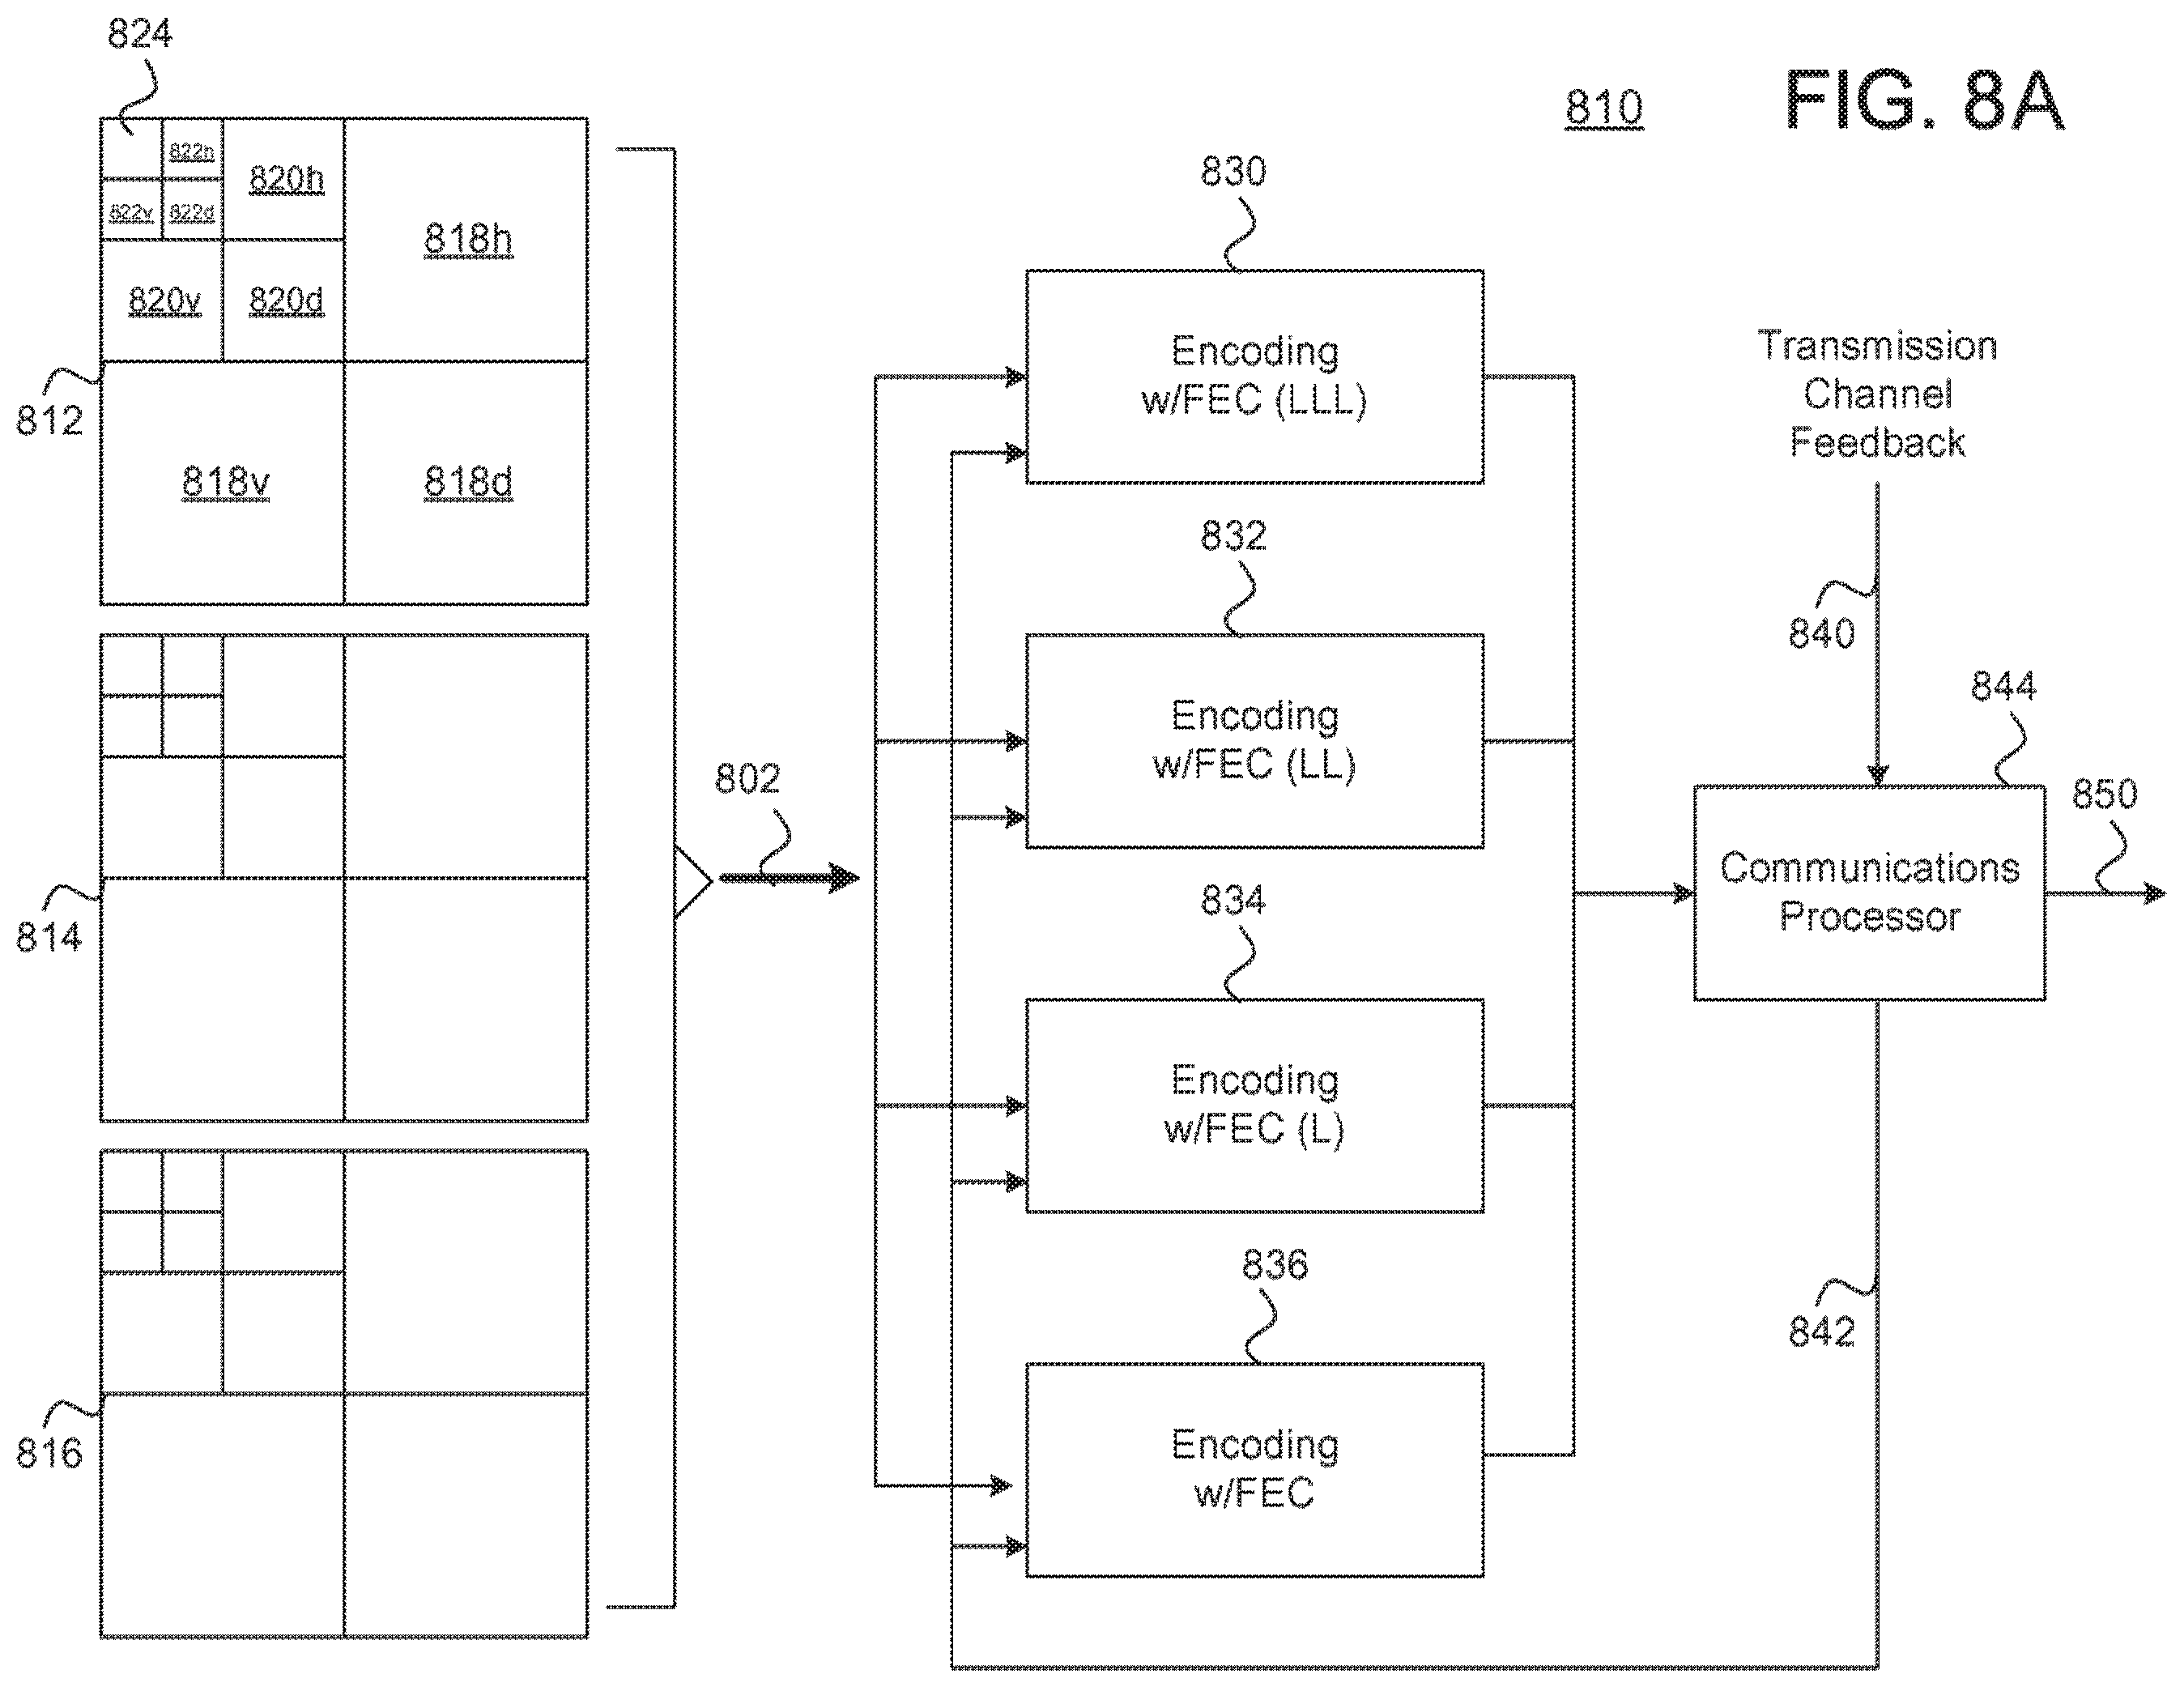 824
810
FIG. 8A
822h
820h
822v
822d
818h
820v
820d
812
818v
818d
830
Encoding
w/FEC (LLL)
Transmission
Channel
Feedback
832
840
Encoding
w/FEC (LL)
844
802
850
814
834
Communications
Processor
Encoding
w/FEC (L)
836
842
816
Encoding
w/FEC